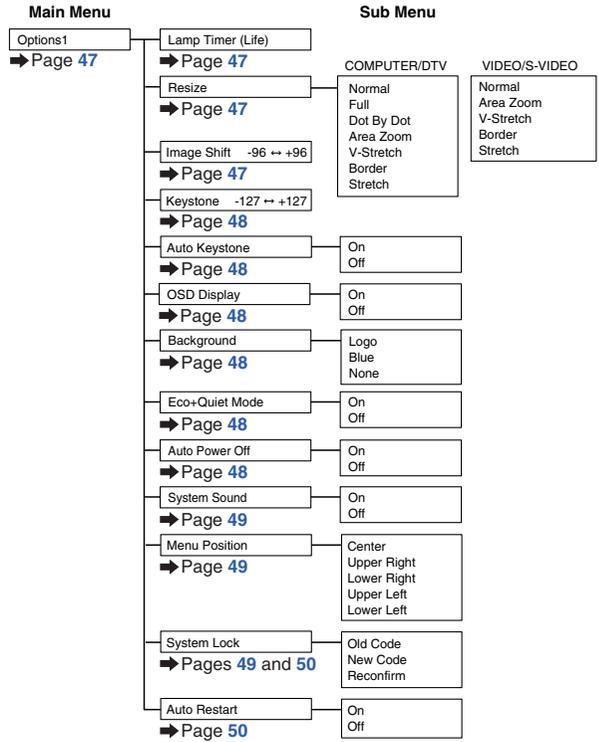 Main Menu
Sub Menu
Options1
➡Page 47
Lamp Timer (Life)
➡Page 47
Resize
➡Page 47
COMPUTER/DTV
Normal
Full
Dot By Dot
Area Zoom
V-Stretch
Border
Stretch
VIDEO/S-VIDEO
Normal
Area Zoom
V-Stretch
Border
Stretch
Image Shift -96 ↔ +96
➡Page 47
Keystone -127 ↔ +127
➡Page 48
Auto Keystone
➡Page 48
On
Off
OSD Display
➡Page 48
On
Off
Background
➡Page 48
Logo
Blue
None
Eco+Quiet Mode
➡Page 48
On
Off
Auto Power Off
➡Page 48
On
Off
System Sound
➡Page 49
On
Off
Menu Position
➡Page 49
Center
Upper Right
Lower Right
Upper Left
Lower Left
System Lock
➡Pages 49 and 50
Old Code
New Code
Reconfirm
Auto Restart
➡Page 50
On
Off